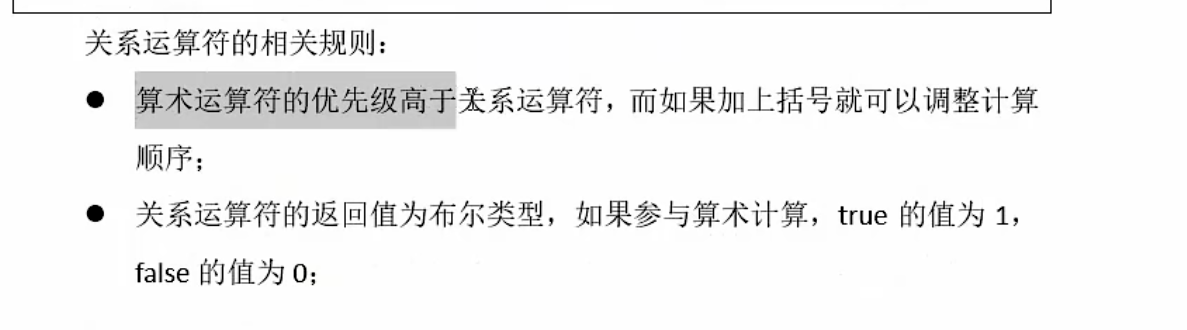 关系运算符的相关规则：
● 算术运算符的优先级高于关系运算符，而如果加上括号就可以调整计算
顺序；
● 关系运算符的返回值为布尔类型，如果参与算术计算，true 的值为 1，
false 的值为 0；